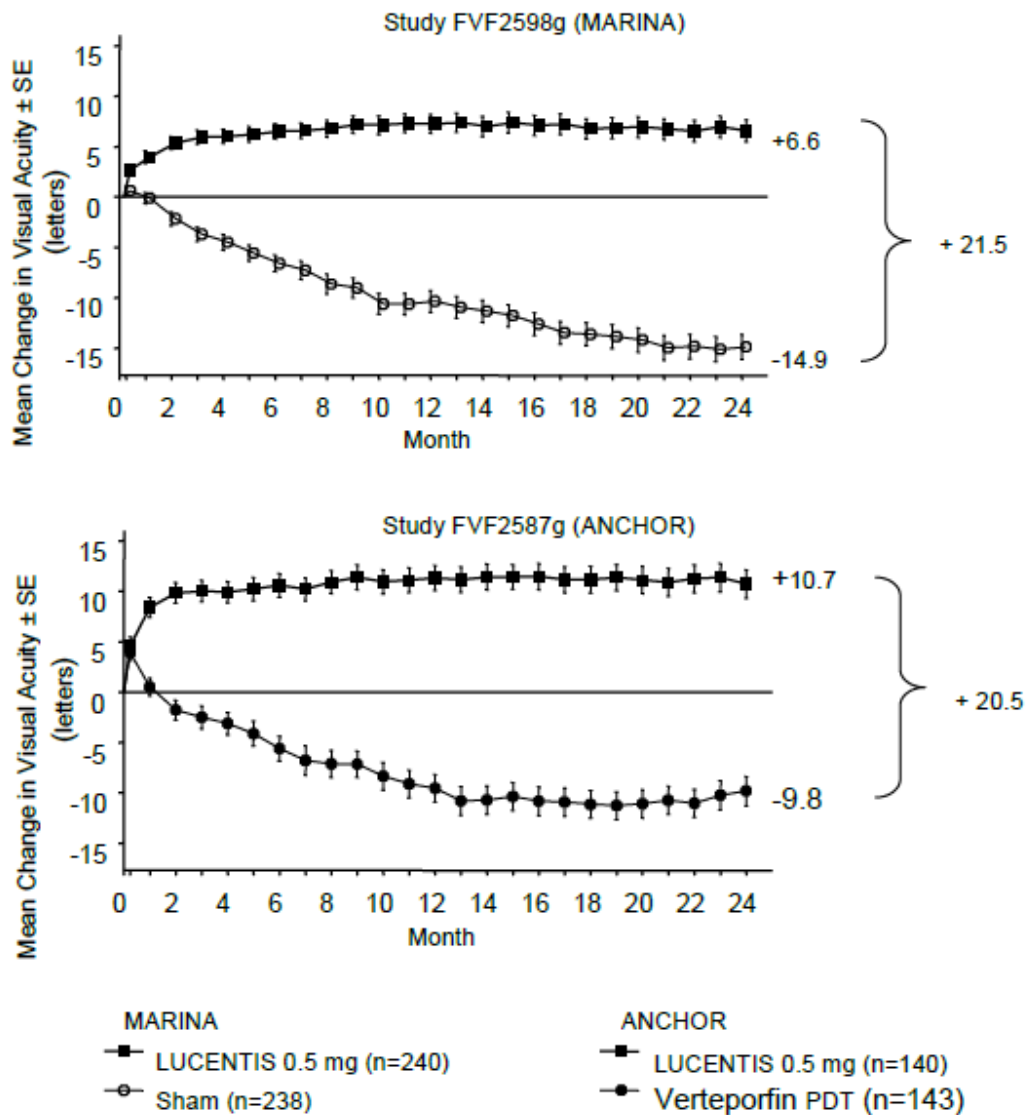 Study FVF2598g (MARINA)
Mean Change in Visual Acuity ± SE
(letters)
15
10
5
0
-5
-10
-15
+6.6
+ 21.5
-14.9
0 2 4 6 8 10 12 14 16 18 20 22 24
Month
Study FVF2587g (ANCHOR)
Mean Change in Visual Acuity ± SE
(letters)
15
10
5
0
-5
-10
-15
+10.7
+ 20.5
-9.8
0 2 4 6 8 10 12 14 16 18 20 22 24
Month
MARINA
LUCENTIS 0.5 mg (n=240)
Sham (n=238)
ANCHOR
LUCENTIS 0.5 mg (n=140)
Verteporfin PDT (n=143)